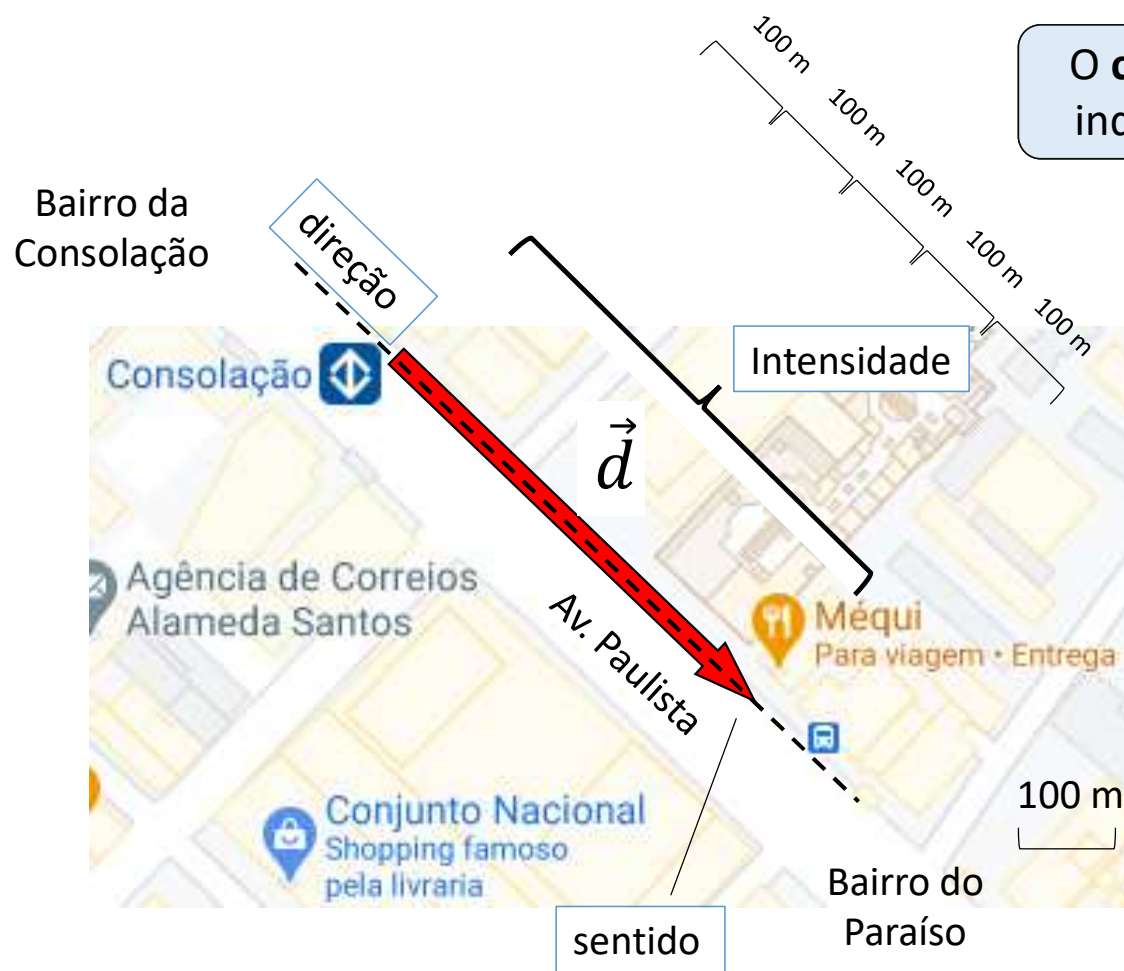 100 m
100 m
100 m
100 m
100 m
O
Bairro da
Consolação
direção
Consolação
Intensidade
d⃗
Agência de Correios
Alameda Santos
Av. Paulista
Méqui
Para viagem • Entrega
Conjunto Nacional
Shopping famoso
pela livraria
100 m
Bairro do
Paraíso
sentido